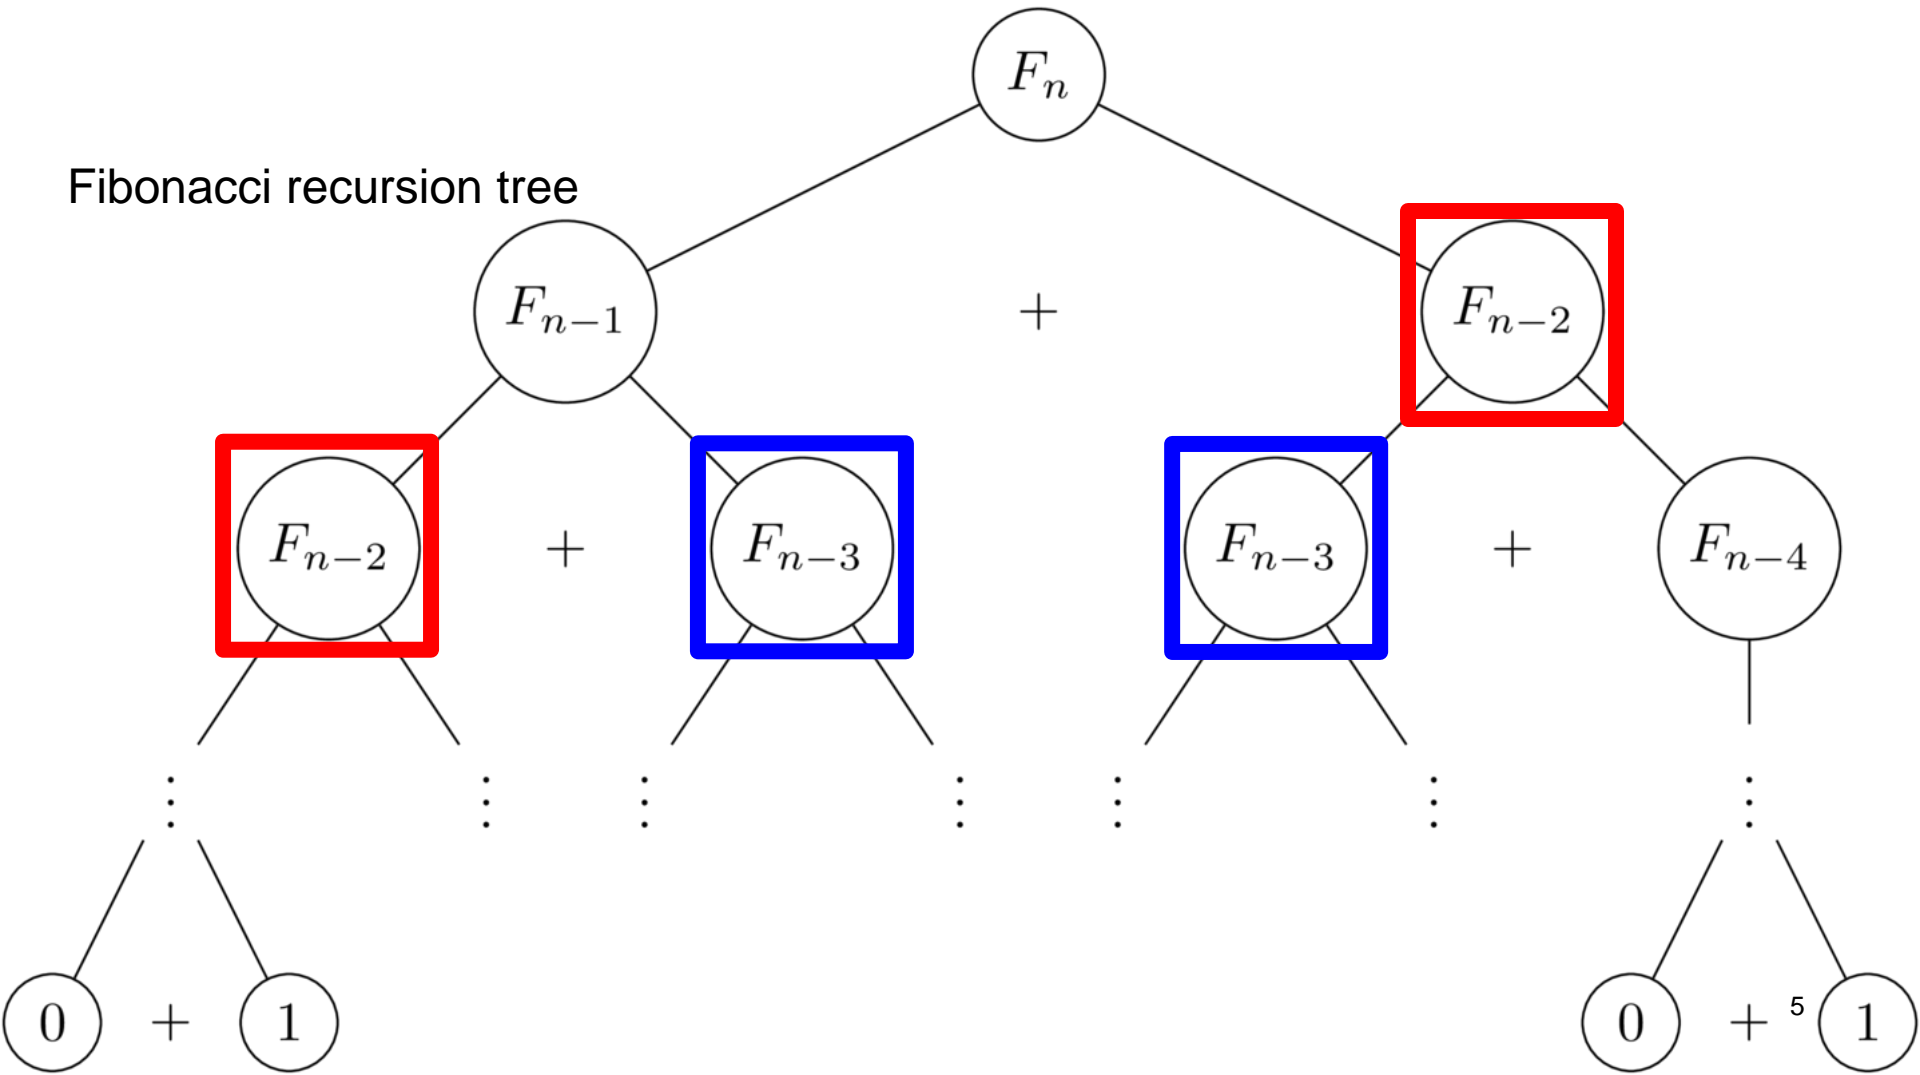 F_n
Fibonacci recursion tree
F_{n−1} + F_{n−2}
F_{n−2} + F_{n−3} F_{n−3} + F_{n−4}
⋮ ⋮ ⋮ ⋮ ⋮ ⋮ ⋮
0 + 1 0 + 5 1